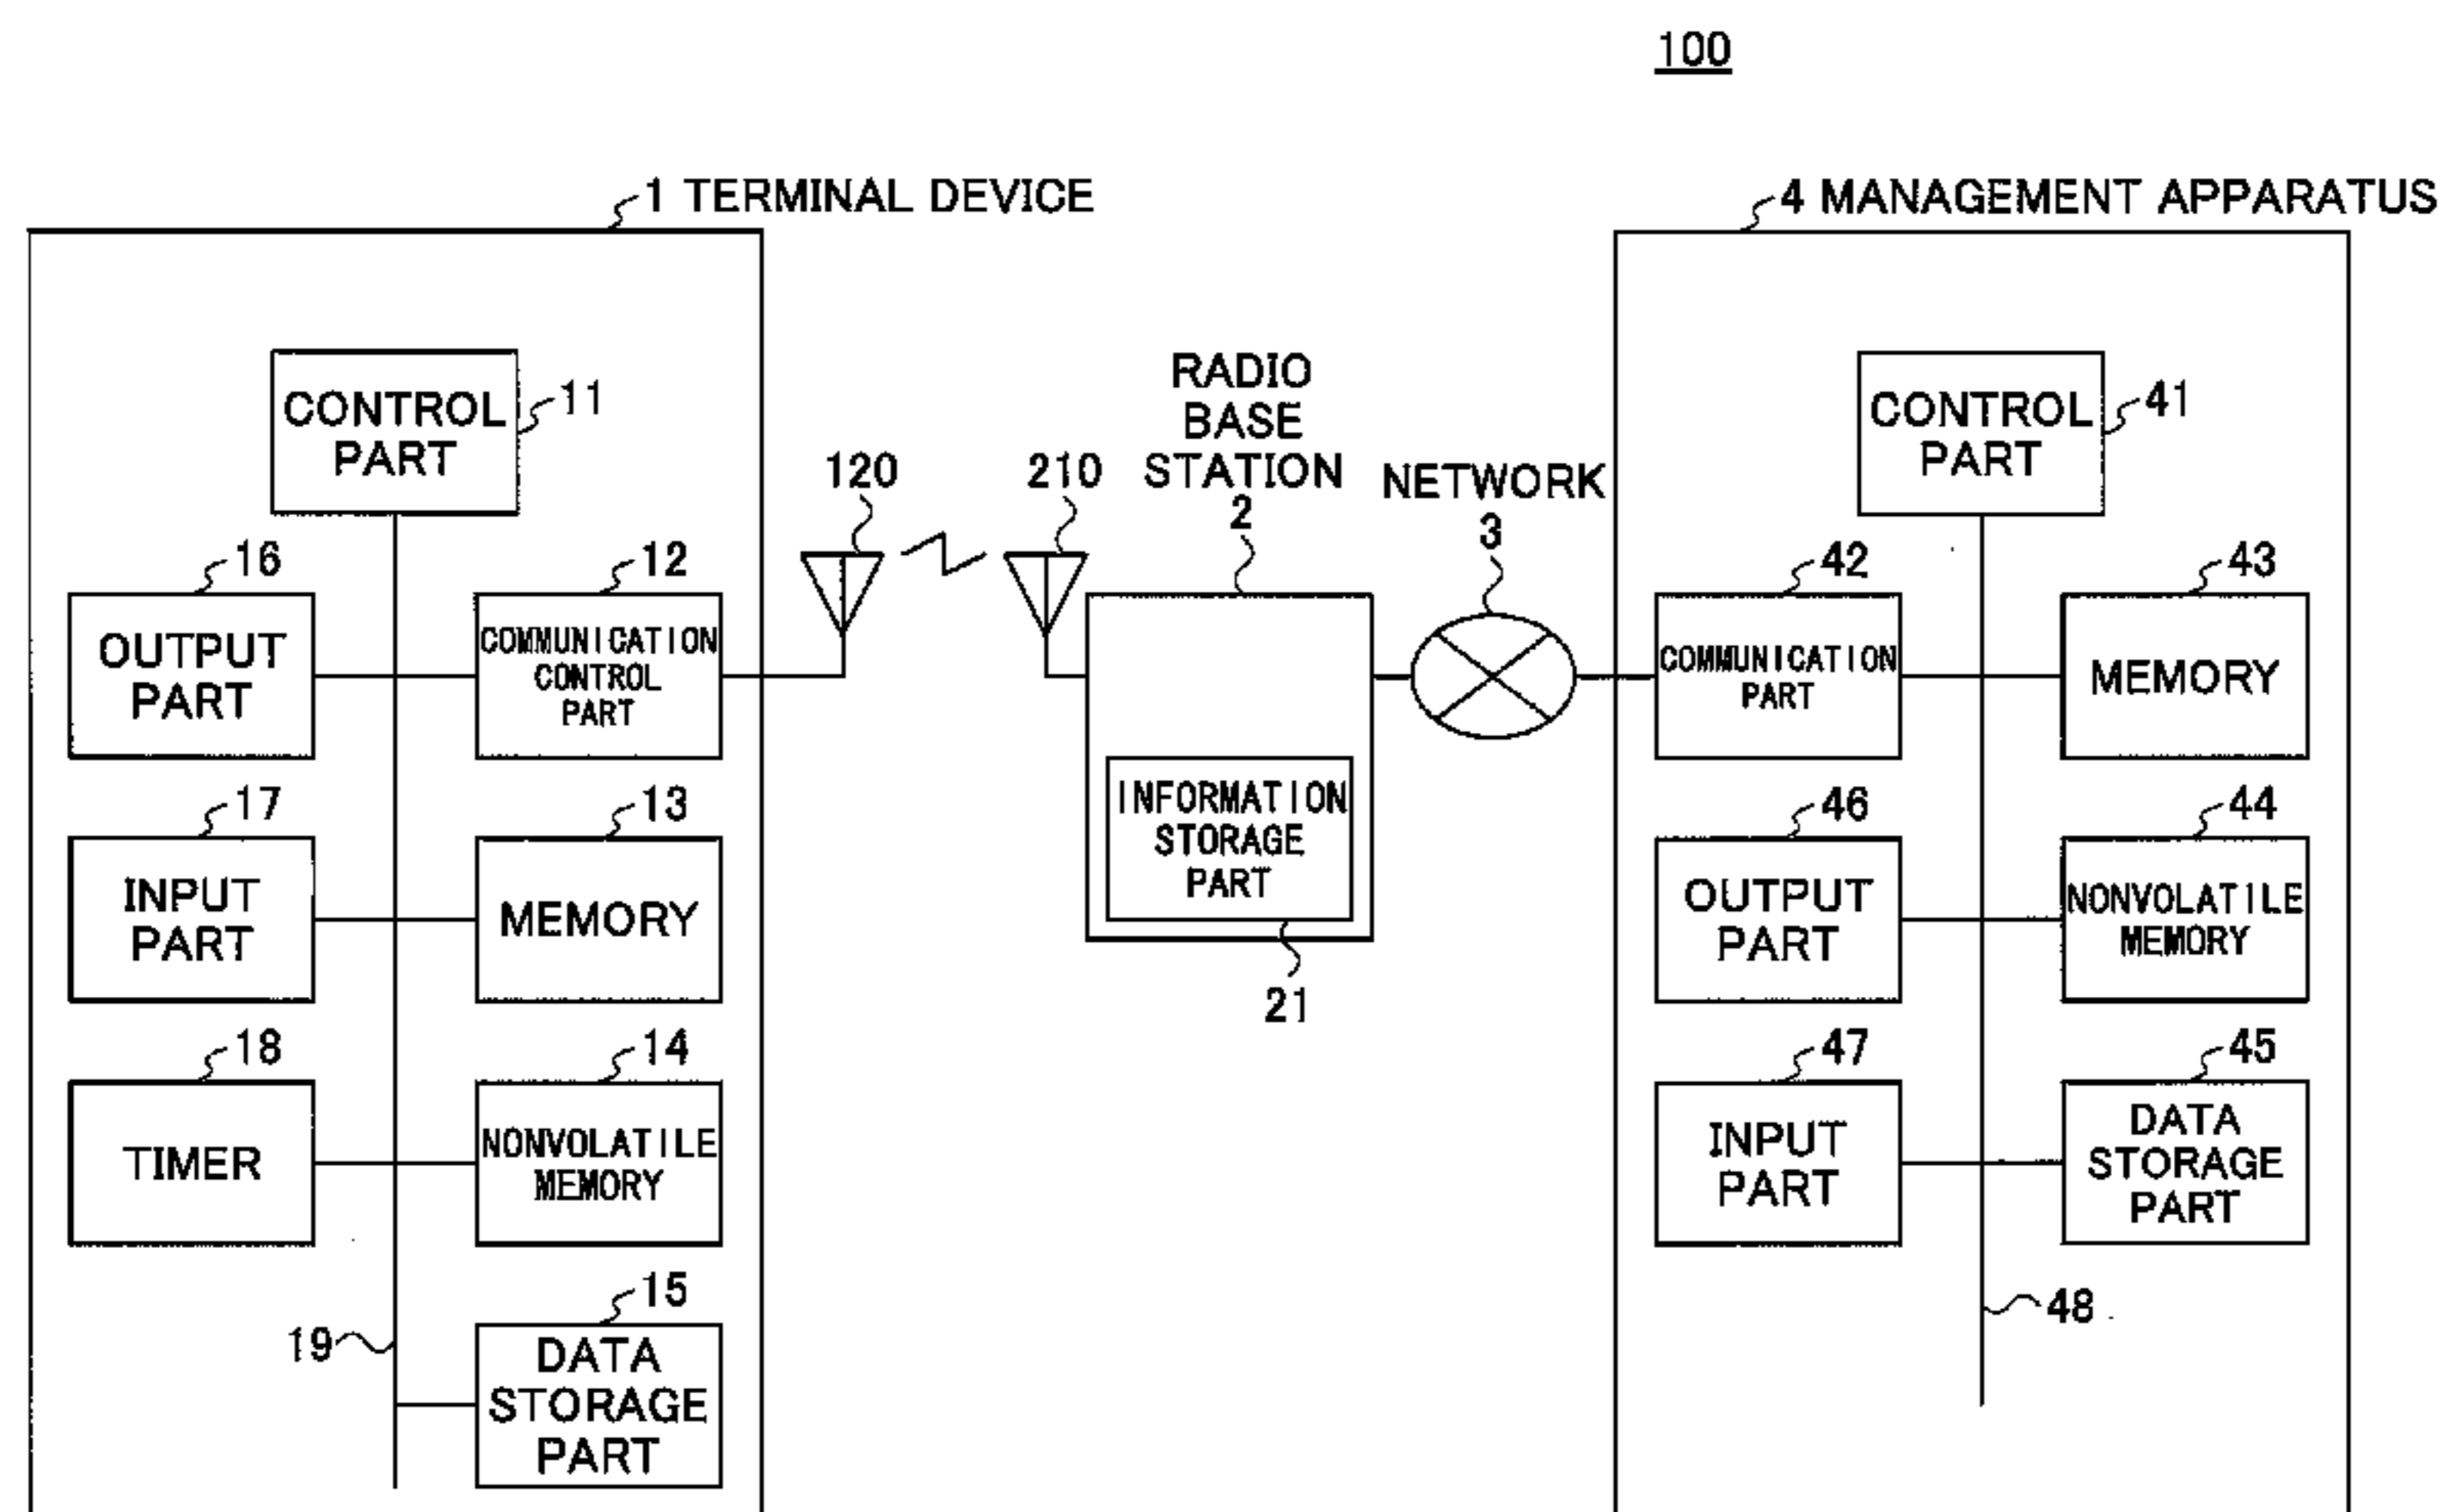 100
1 TERMINAL DEVICE
CONTROL
PART
11
16
OUTPUT
PART
12
COMMUNICATION
CONTROL
PART
17
INPUT
PART
13
MEMORY
18
TIMER
14
NONVOLATILE
MEMORY
19
15
DATA
STORAGE
PART
120
210
RADIO
BASE
STATION
2
INFORMATION
STORAGE
PART
21
NETWORK
3
4 MANAGEMENT APPARATUS
CONTROL
PART
41
42
COMMUNICATION
PART
43
MEMORY
46
OUTPUT
PART
44
NONVOLATILE
MEMORY
47
INPUT
PART
45
DATA
STORAGE
PART
48